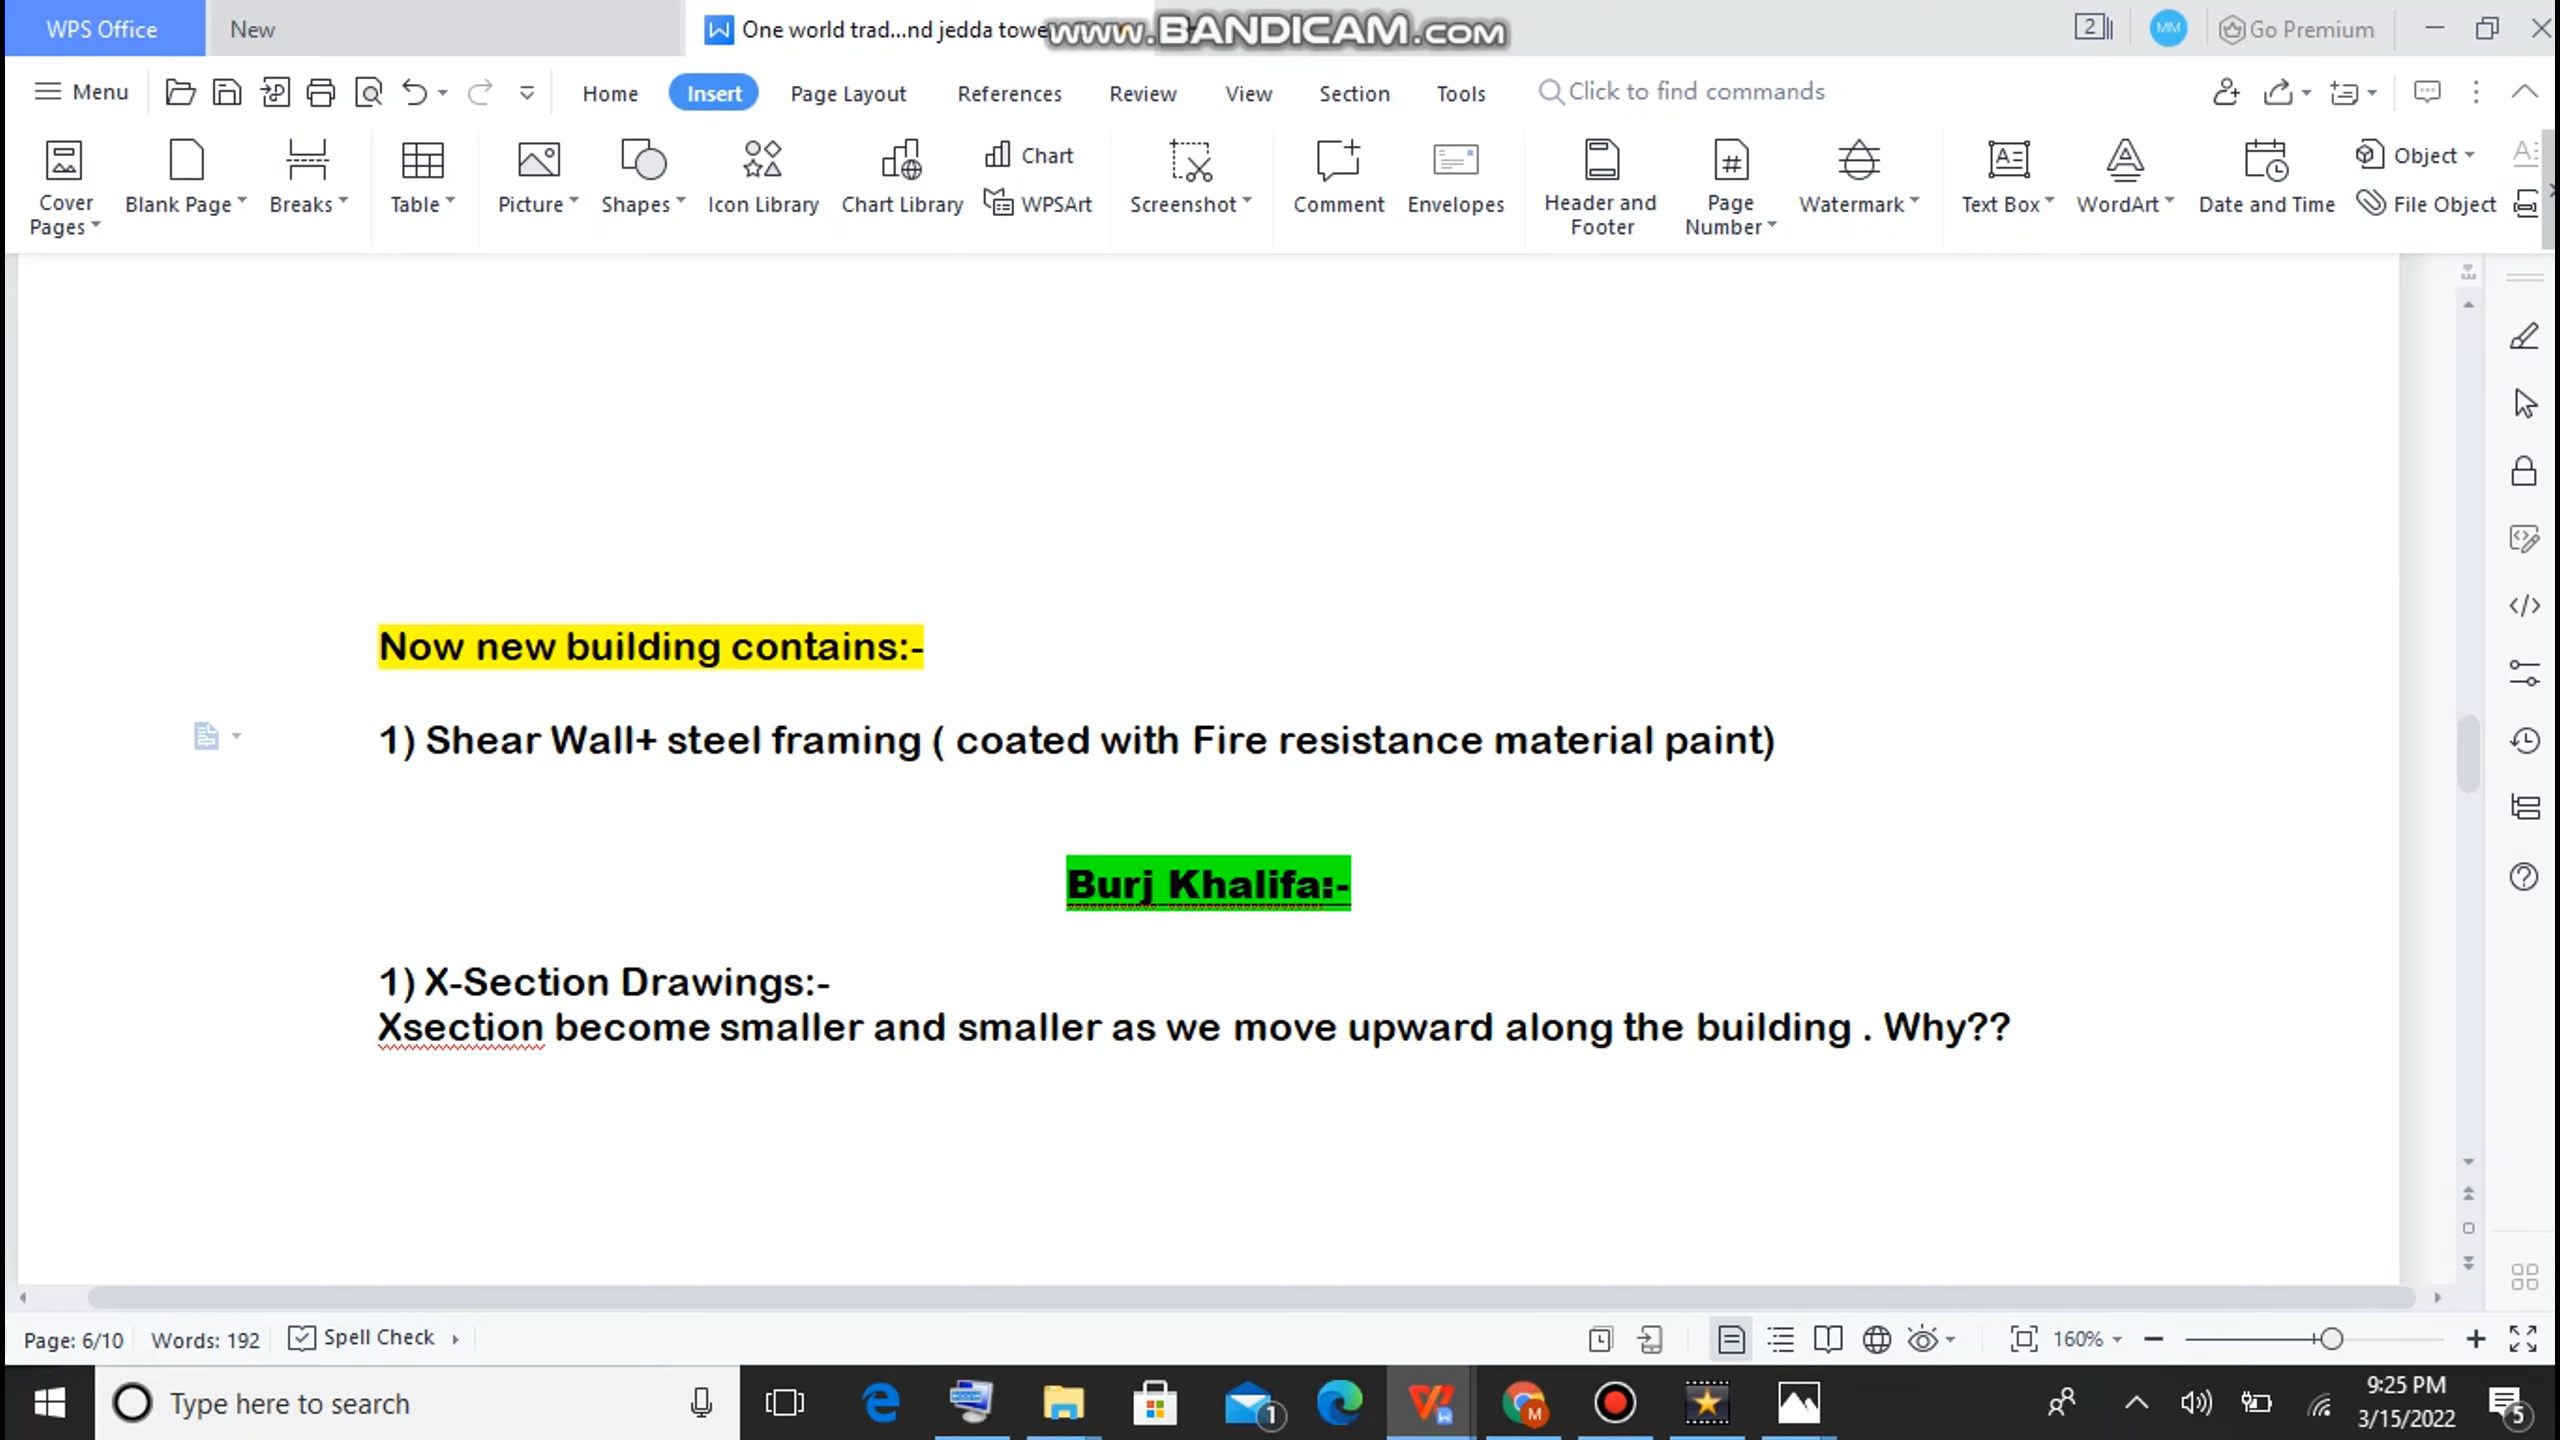 WPS Office
New
One world trad...nd jedda towe
www.BANDICAM.com
2
MM
Go Premium
Menu
Home
Insert
Page Layout
References
Review
View
Section
Tools
Click to find commands
Cover Pages
Blank Page
Breaks
Table
Picture
Shapes
Icon Library
Chart Library
Chart
WPSArt
Screenshot
Comment
Envelopes
Header and Footer
Page Number
Watermark
Text Box
WordArt
Date and Time
Object
File Object
Now new building contains:-
1) Shear Wall+ steel framing ( coated with Fire resistance material paint)
Burj Khalifa:-
1) X-Section Drawings:-
Xsection become smaller and smaller as we move upward along the building . Why??
Page: 6/10
Words: 192
Spell Check
160%
Type here to search
1
M
9:25 PM
3/15/2022
5